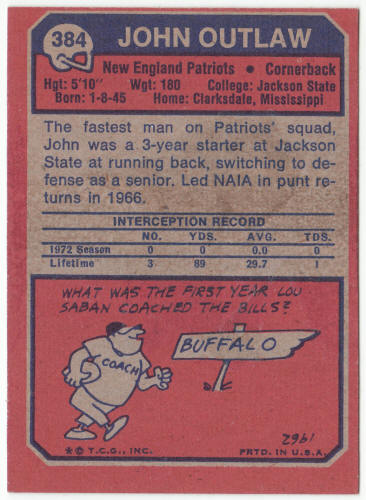 384
JOHN OUTLAW
New England Patriots • Cornerback
Hgt: 5'10" Wgt: 180 College: Jackson State
Born: 1-8-45 Home: Clarksdale, Mississippi
The fastest man on Patriots' squad,
John was a 3-year starter at Jackson
State at running back, switching to de-
fense as a senior. Led NAIA in punt re-
turns in 1966.
INTERCEPTION RECORD
NO. YDS. AVG. TDS.
1972 Season 0 0 0.0 0
Lifetime 3 89 29.7 1
WHAT WAS THE FIRST YEAR LOU
SABAN COACHED THE BILLS?
COACH
BUFFALO
1962
* © T.C.G., INC. PRTD. IN U.S.A.